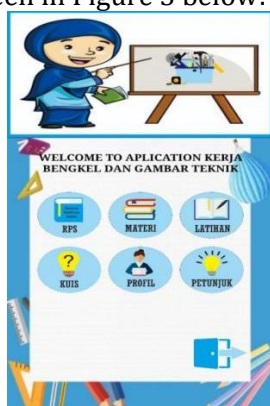 een in Figure 3 below.
WELCOME TO APLICATION KERJA
BENGKEL DAN GAMBAR TEKNIK
RPS
MATERI
LATIHAN
KUIS
PROFIL
PETUNJUK